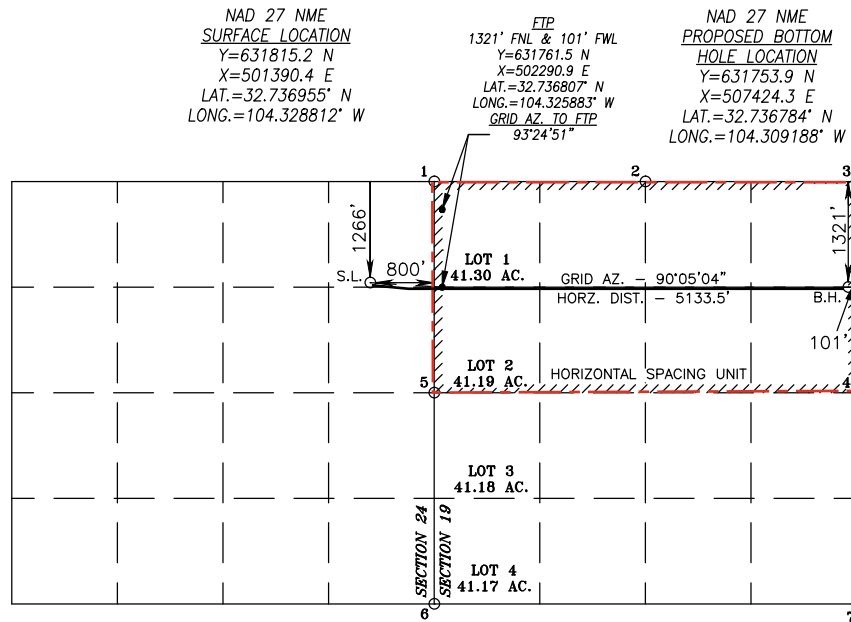 NAD 27 NME
SURFACE LOCATION
Y=631815.2 N
X=501390.4 E
LAT.=32.736955° N
LONG.=104.328812° W
FTP
1321' FNL & 101' FWL
Y=631761.5 N
X=502290.9 E
LAT.=32.736807° N
LONG.=104.325883° W
GRID AZ. TO FTP
93°24'51"
NAD 27 NME
PROPOSED BOTTOM
HOLE LOCATION
Y=631753.9 N
X=507424.3 E
LAT.=32.736784° N
LONG.=104.309188° W
1
2
3
1266'
1321'
S.L.
800'
LOT 1
41.30 AC.
GRID AZ. – 90°05'04"
HORZ. DIST. – 5133.5'
B.H.
101'
LOT 2
41.19 AC.
HORIZONTAL SPACING UNIT
5
4
LOT 3
41.18 AC.
SECTION 24
SECTION 19
LOT 4
41.17 AC.
6
7